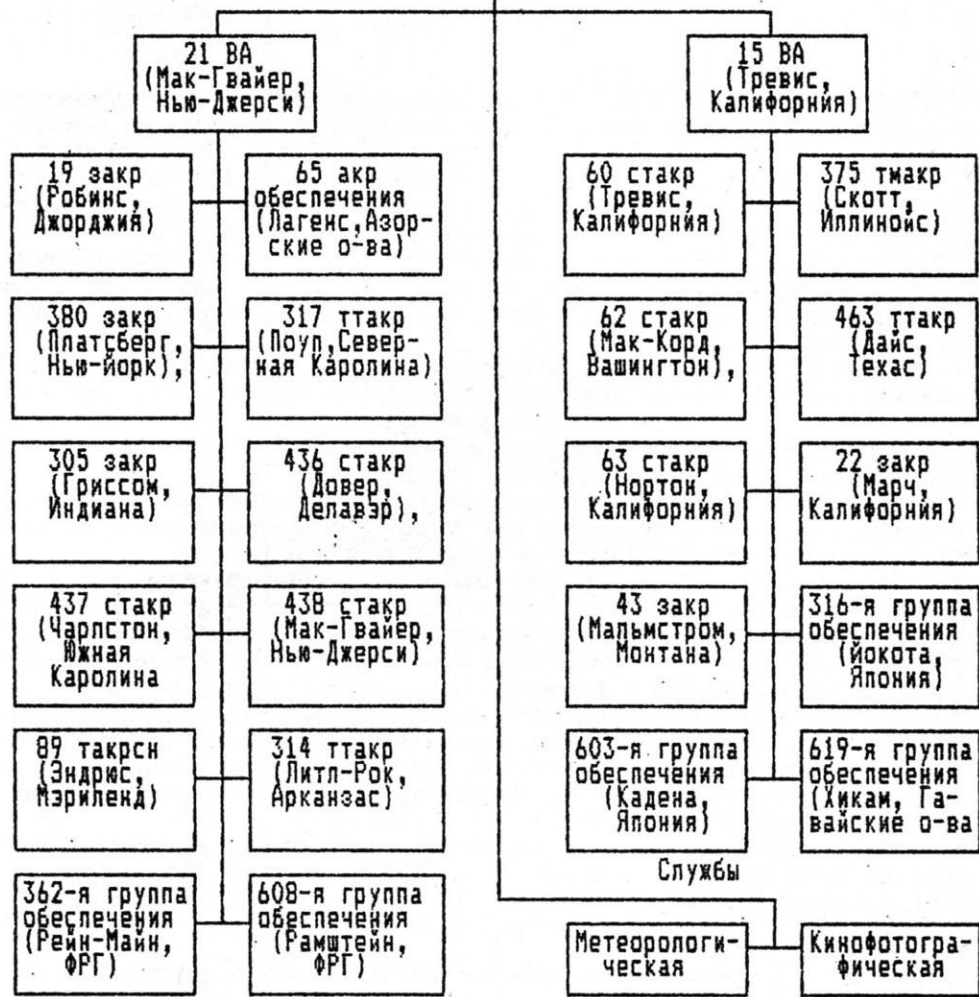 21 ВА
(Мак-Гвайер,
Нью-Джерси)
15 ВА
(Тревис,
Калифорния)
19 закр
(Робинс,
Джорджия)
65 акр
обеспечения
(Лагенс,Азор-
ские о-ва)
60 стакр
(Тревис,
Калифорния)
375 тмакр
(Скотт,
Иллинойс)
380 закр
(Платсберг,
Нью-Йорк),
317 ттакр
(Поуп,Север-
ная Каролина)
62 стакр
(Мак-Корд,
Вашингтон),
463 ттакр
(Дайс,
Техас)
305 закр
(Гриссом,
Индиана)
436 стакр
(Довер,
Делавэр),
63 стакр
(Нортон,
Калифорния)
22 закр
(Марч,
Калифорния)
437 стакр
(Чарлстон,
Южная
Каролина
438 стакр
(Мак-Гвайер,
Нью-Джерси)
43 закр
(Мальмстром,
Монтана)
316-я группа
обеспечения
(йокота,
Япония)
89 такрсн
(Эндрюс,
Мэриленд)
314 ттакр
(Литл-Рок,
Арканзас)
603-я группа
обеспечения
(Кадена,
Япония)
619-я группа
обеспечения
(Хикам, Га-
вайские о-ва
362-я группа
обеспечения
(Рейн-Майн,
ФРГ)
608-я группа
обеспечения
(Рамштейн,
ФРГ)
Службы
Метеорологи-
ческая
Кинофотогра-
фическая